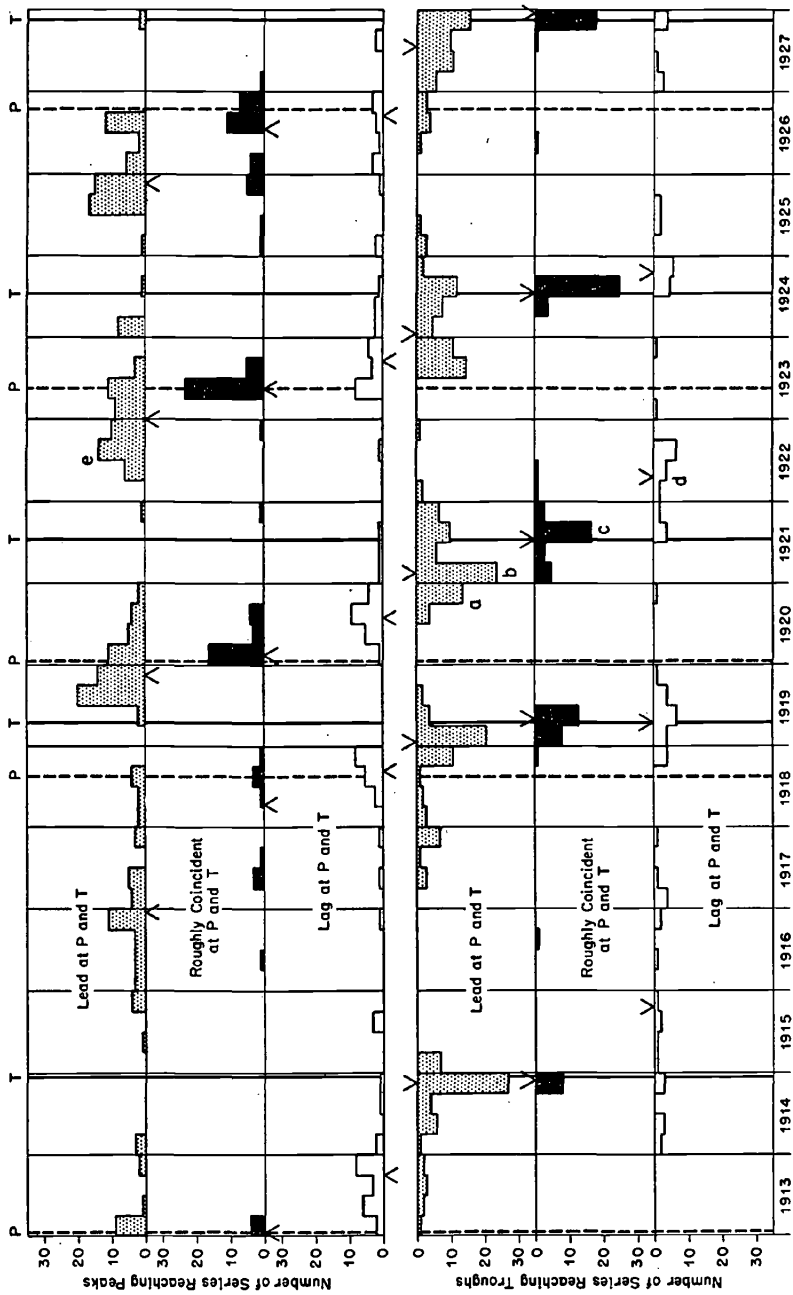 P T P T P T P T P T
30
20
10
0
20
10
0
20
10
0
Number of Series Reaching Peaks
Lead at P and T
e
Roughly Coincident
at P and T
Lag at P and T
0
10
20
0
10
20
0
10
20
30
Number of Series Reaching Troughs
Lead at P and T
a
b
Roughly Coincident
at P and T
c
d
Lag at P and T
1913 1914 1915 1916 1917 1918 1919 1920 1921 1922 1923 1924 1925 1926 1927